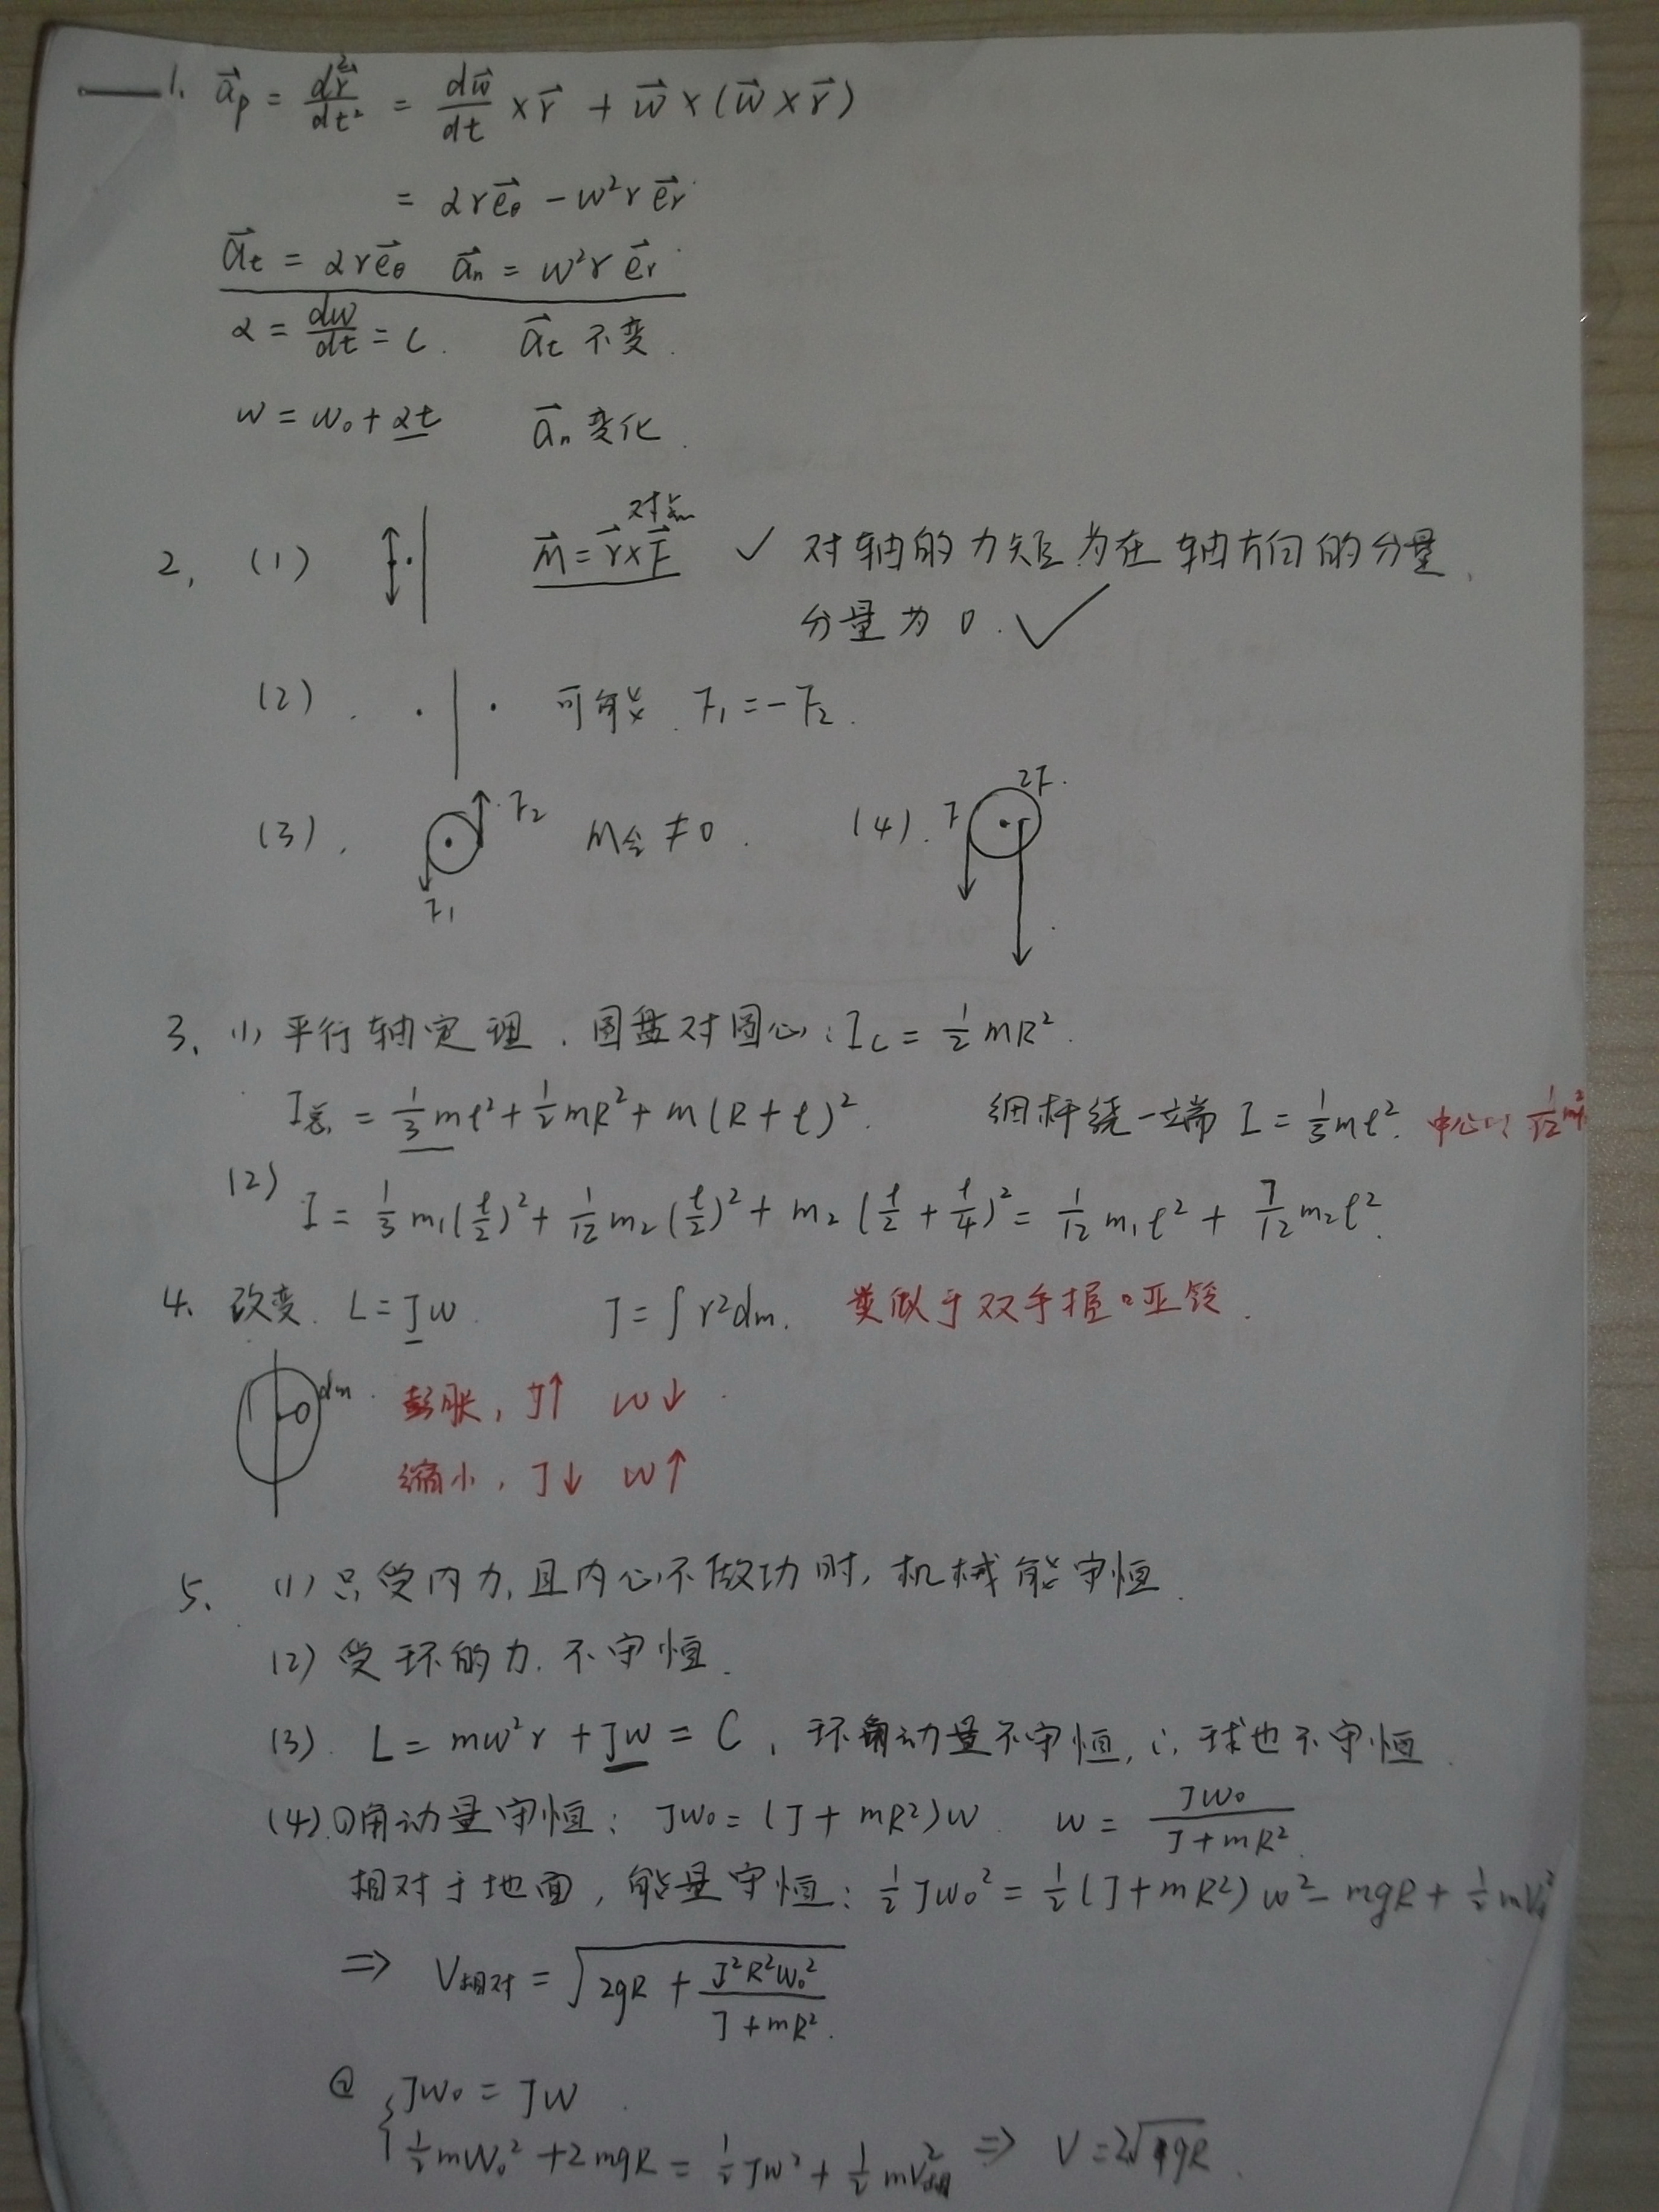 1. $\vec{a}_p = \frac{d^2\vec{r}}{dt^2} = \frac{d\vec{w}}{dt} \times \vec{r} + \vec{w} \times (\vec{w} \times \vec{r})$
$= \alpha r \vec{e}_\theta - w^2 r \vec{e}_r$
$\vec{a}_t = \alpha r \vec{e}_\theta$ $\vec{a}_n = w^2 r \vec{e}_r$
$\alpha = \frac{dw}{dt} = C.$ $\vec{a}_t$ 不变.
$w = w_0 + \alpha t$ $\vec{a}_n$ 变化.
对点
2, (1) $\vec{M} = \vec{r} \times \vec{F}$ ✓ 对轴的力矩为在轴方向的分量,
分量为0. ✓
(2). 可能 $F_1 = -F_2$.
(3). $F_1$ $F_2$ $M_合 \neq 0$. (4). F 2F.
3, (1) 平行轴定理. 圆盘对圆心: $I_c = \frac{1}{2}mR^2$.
$I_总 = \frac{1}{3}ml^2 + \frac{1}{2}mR^2 + m(R+l)^2$. 细杆绕一端 $I = \frac{1}{3}ml^2$. 中心: $\frac{1}{12}ml^2$
(2) $I = \frac{1}{3}m_1(\frac{l}{2})^2 + \frac{1}{12}m_2(\frac{l}{2})^2 + m_2(\frac{l}{2} + \frac{l}{4})^2 = \frac{1}{12}m_1l^2 + \frac{7}{12}m_2l^2$.
4. 改变. $L = Jw$. $J = \int r^2 dm$. 类似于双手握哑铃.
dm. 膨胀, J↑ w↓.
缩小, J↓ w↑
5. (1) 只受内力, 且内心不做功时, 机械能守恒.
(2) 受环的力. 不守恒.
(3). $L = mw^2r + Jw = C$, 环角动量不守恒, ∴ 球也不守恒.
(4). ①角动量守恒: $Jw_0 = (J + mR^2)w$. $w = \frac{Jw_0}{J + mR^2}$.
相对于地面, 能量守恒: $\frac{1}{2}Jw_0^2 = \frac{1}{2}(J + mR^2)w^2 - mgR + \frac{1}{2}mV^2$
$\Rightarrow V_{相对} = \sqrt{2gR + \frac{J^2R^2w_0^2}{J + mR^2}}$.
② $Jw_0 = Jw$.
$\frac{1}{2}mW_0^2 + 2mgR = \frac{1}{2}Jw^2 + \frac{1}{2}mV^2 \Rightarrow V = 2\sqrt{gR}$.